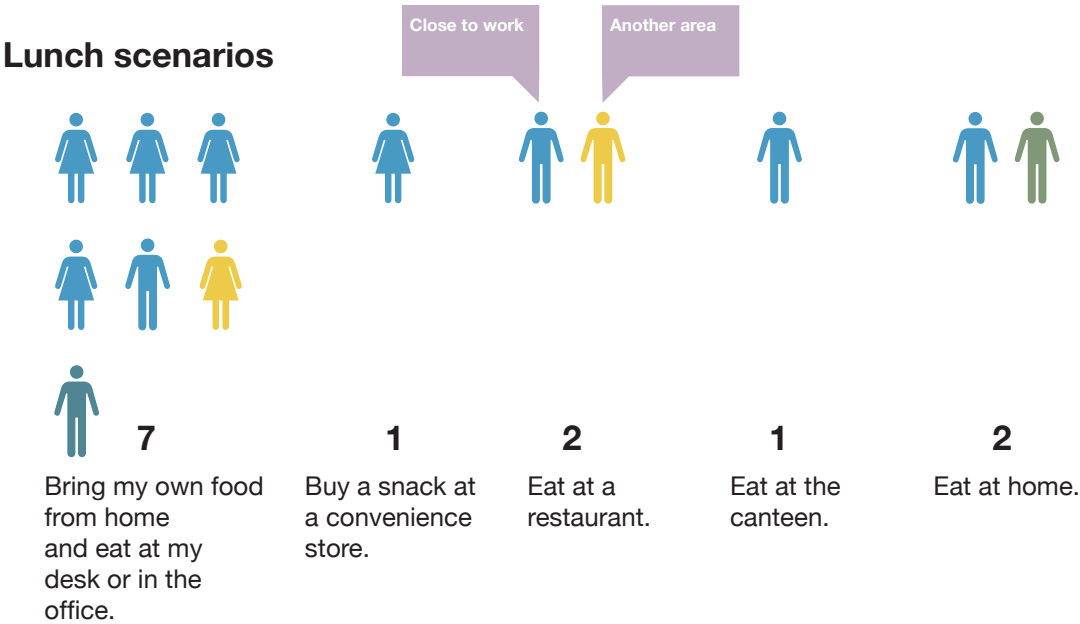 Lunch scenarios
Close to work
Another area
7
Bring my own food
from home
and eat at my
desk or in the
office.
1
Buy a snack at
a convenience
store.
2
Eat at a
restaurant.
1
Eat at the
canteen.
2
Eat at home.